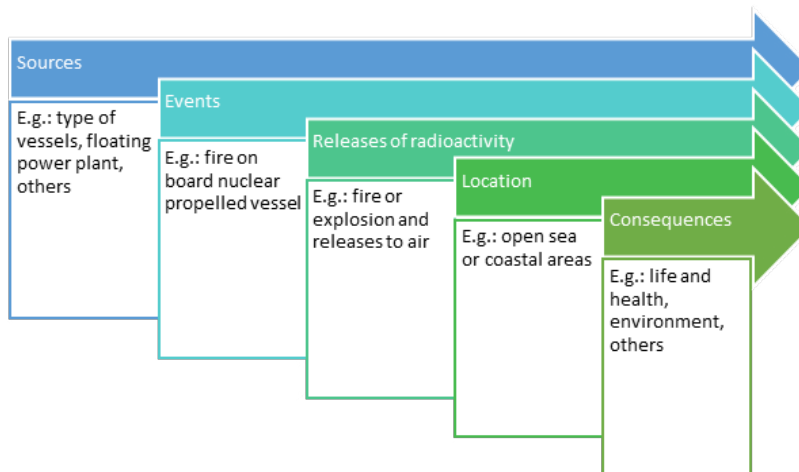 Sources
E.g.: type of
vessels, floating
power plant,
others
Events
E.g.: fire on
board nuclear
propelled vessel
Releases of radioactivity
E.g.: fire or
explosion and
releases to air
Location
E.g.: open sea
or coastal areas
Consequences
E.g.: life and
health,
environment,
others